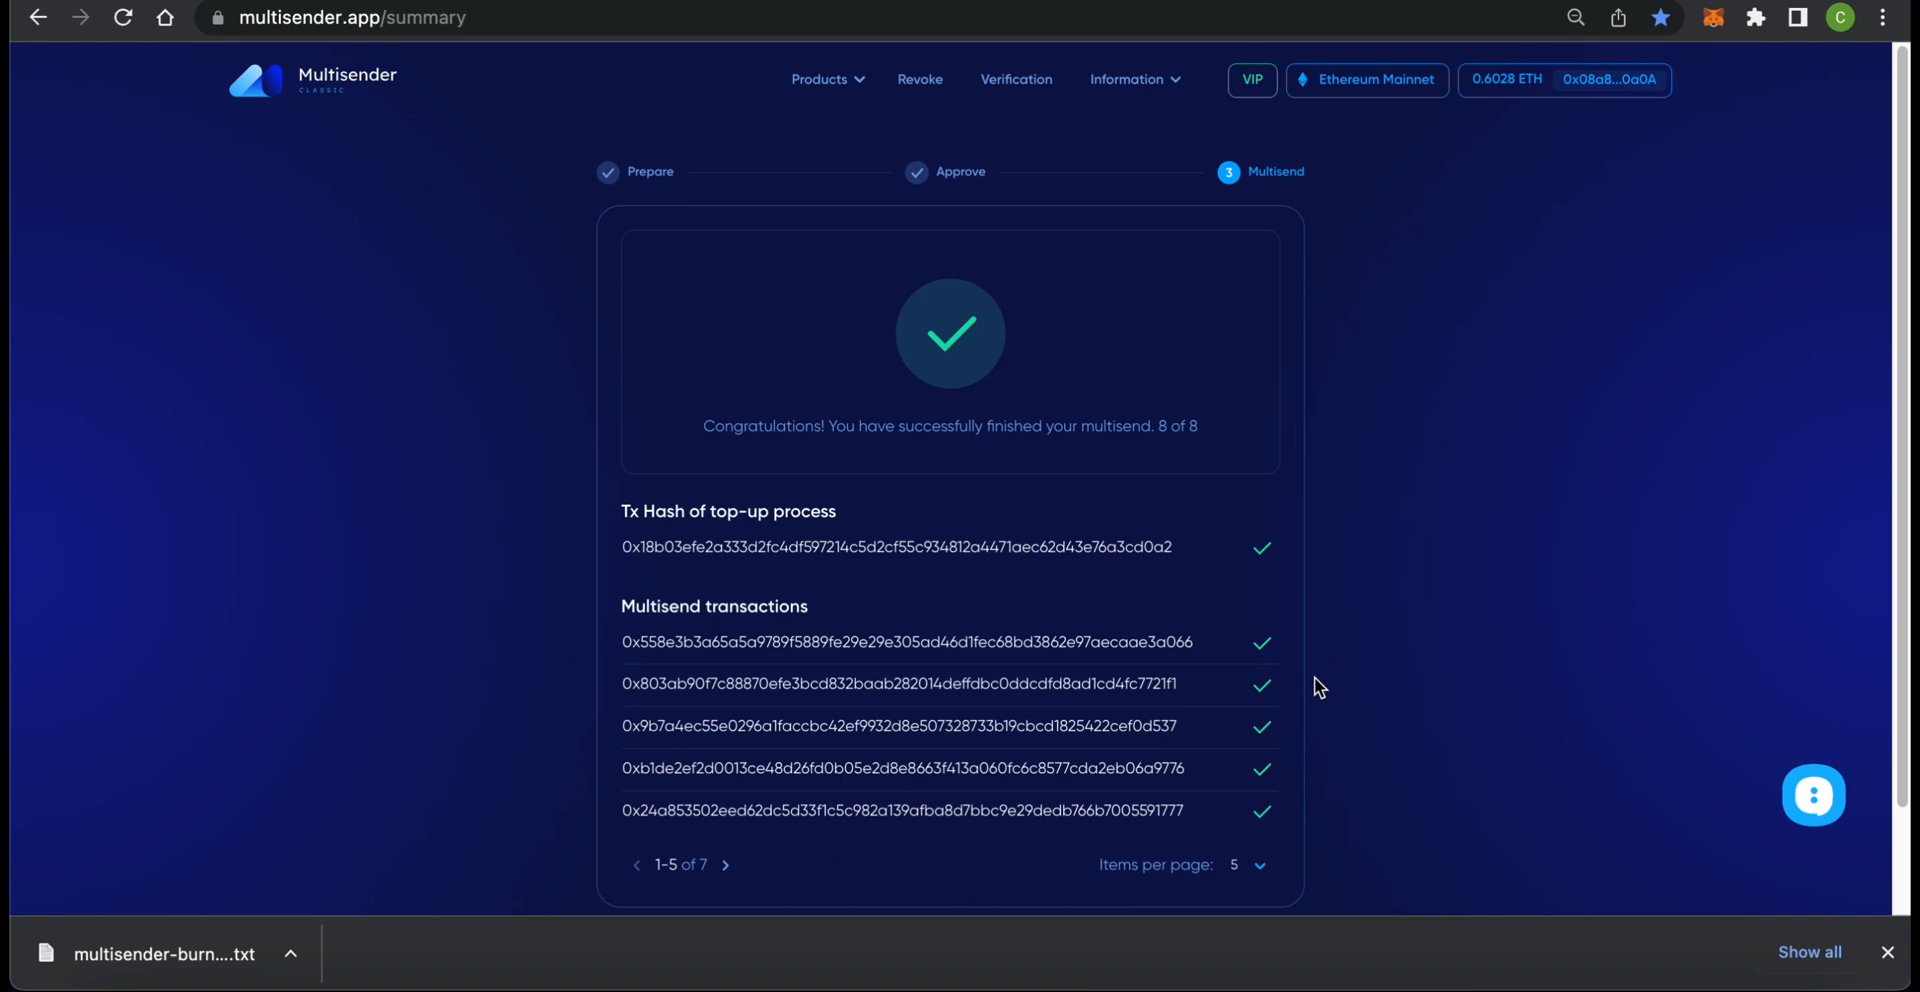 multisender.app/summary
C
Multisender
CLASSIC
Products
Revoke
Verification
Information
VIP
Ethereum Mainnet
0.6028 ETH
0x08a8...0a0A
Prepare
Approve
3
Multisend
Congratulations! You have successfully finished your multisend. 8 of 8
Tx Hash of top-up process
0x18b03efe2a333d2fc4df597214c5d2cf55c934812a4471aec62d43e76a3cd0a2
Multisend transactions
0x558e3b3a65a5a9789f5889fe29e29e305ad46d1fec68bd3862e97aecaae3a066
0x803ab90f7c88870efe3bcd832baab282014deffdbc0ddcdfd8ad1cd4fc7721f1
0x9b7a4ec55e0296a1faccbc42ef9932d8e507328733b19cbcd1825422cef0d537
0xb1de2ef2d0013ce48d26fd0b05e2d8e8663f413a060fc6c8577cda2eb06a9776
0x24a853502eed62dc5d33f1c5c982a139afba8d7bbc9e29dedb766b7005591777
1-5 of 7
Items per page: 5
multisender-burn....txt
Show all